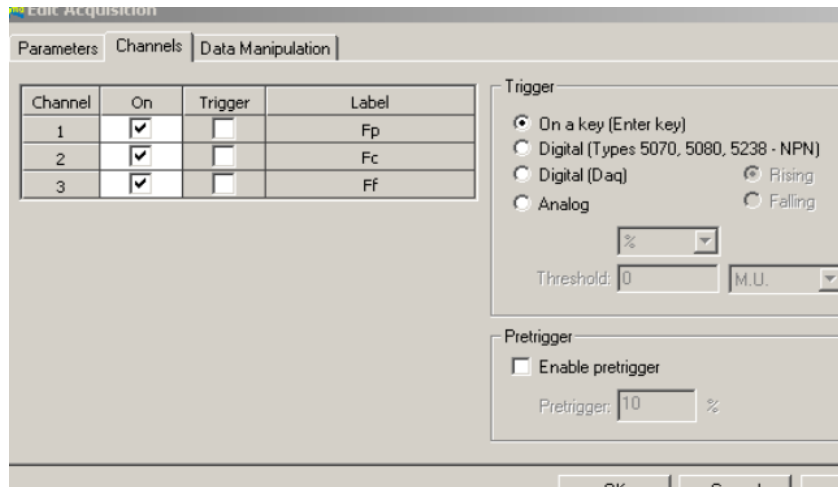 Edit Acquisition
Parameters Channels Data Manipulation
Channel On Trigger Label
1 Fp
2 Fc
3 Ff
Trigger
On a key (Enter key)
Digital (Types 5070, 5080, 5238 - NPN)
Digital (Daq) Rising
Analog Falling
%
Threshold: 0 M.U.
Pretrigger
Enable pretrigger
Pretrigger: 10 %